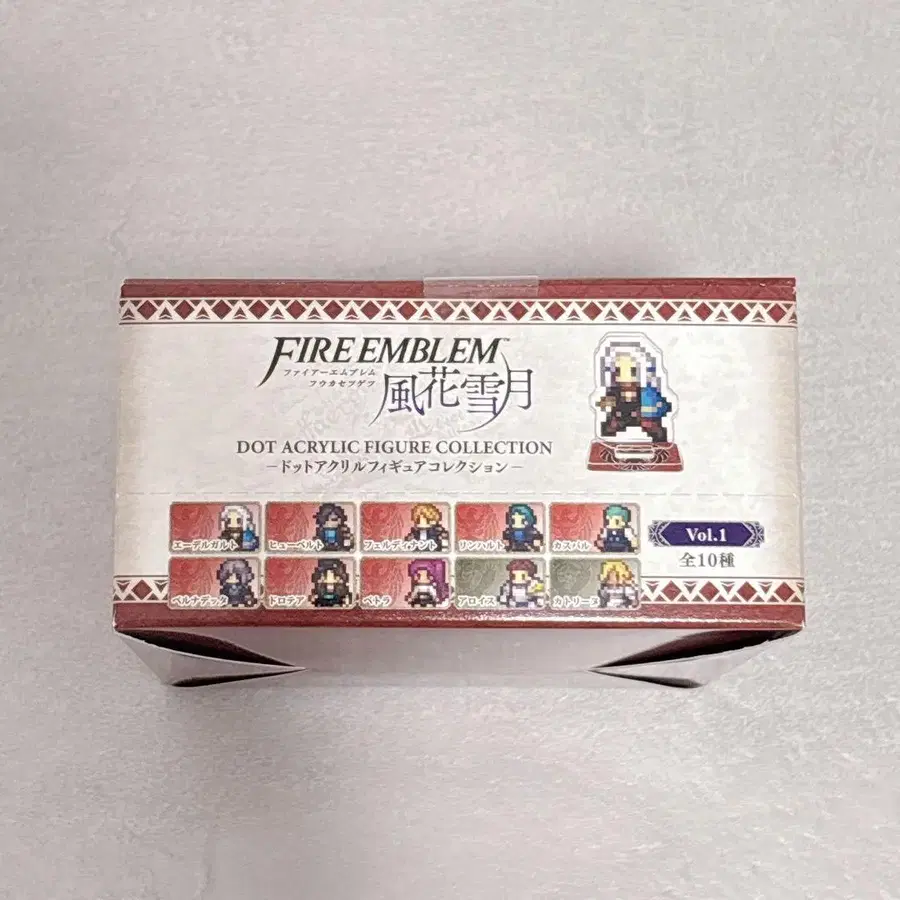 FIRE EMBLEM™
ファイアーエムブレム
フウカセツゲツ
風花雪月
DOT ACRYLIC FIGURE COLLECTION
ードットアクリルフィギュアコレクションー
エーデルガルト
ヒューベルト
フェルディナント
リンハルト
カスパル
Vol.1
全10種
ベルナデッタ
ドロテア
ペトラ
アロイス
カトリーヌ